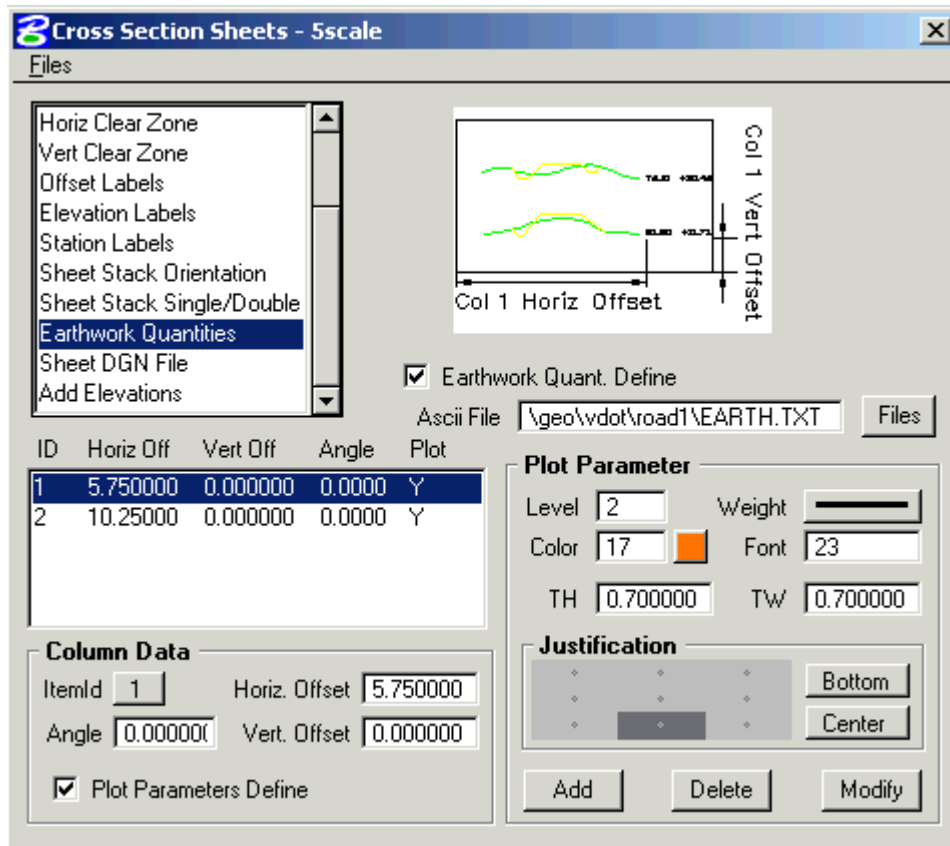 Cross Section Sheets - 5scale
Files
Horiz Clear Zone
Vert Clear Zone
Offset Labels
Elevation Labels
Station Labels
Sheet Stack Orientation
Sheet Stack Single/Double
Earthwork Quantities
Sheet DGN File
Add Elevations
Col 1 Horiz Offset
Col 1 Vert Offset
Earthwork Quant. Define
Ascii File \geo\vdot\road1\EARTH.TXT Files
ID Horiz Off Vert Off Angle Plot
1 5.750000 0.000000 0.0000 Y
2 10.25000 0.000000 0.0000 Y
Plot Parameter
Level 2 Weight
Color 17 Font 23
TH 0.700000 TW 0.700000
Justification
Bottom
Center
Column Data
ItemId 1 Horiz. Offset 5.750000
Angle 0.00000( Vert. Offset 0.000000
Plot Parameters Define
Add Delete Modify